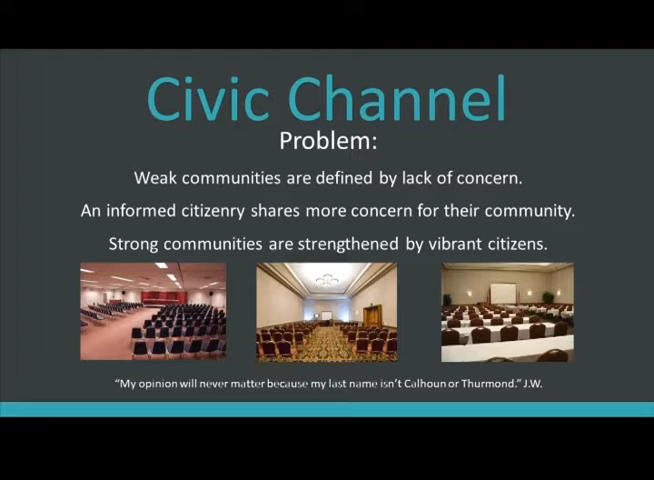 Civic Channel
Problem:
Weak communities are defined by lack of concern.
An informed citizenry shares more concern for their community.
Strong communities are strengthened by vibrant citizens.
“My opinion will never matter because my last name isn’t Calhoun or Thurmond.” J.W.